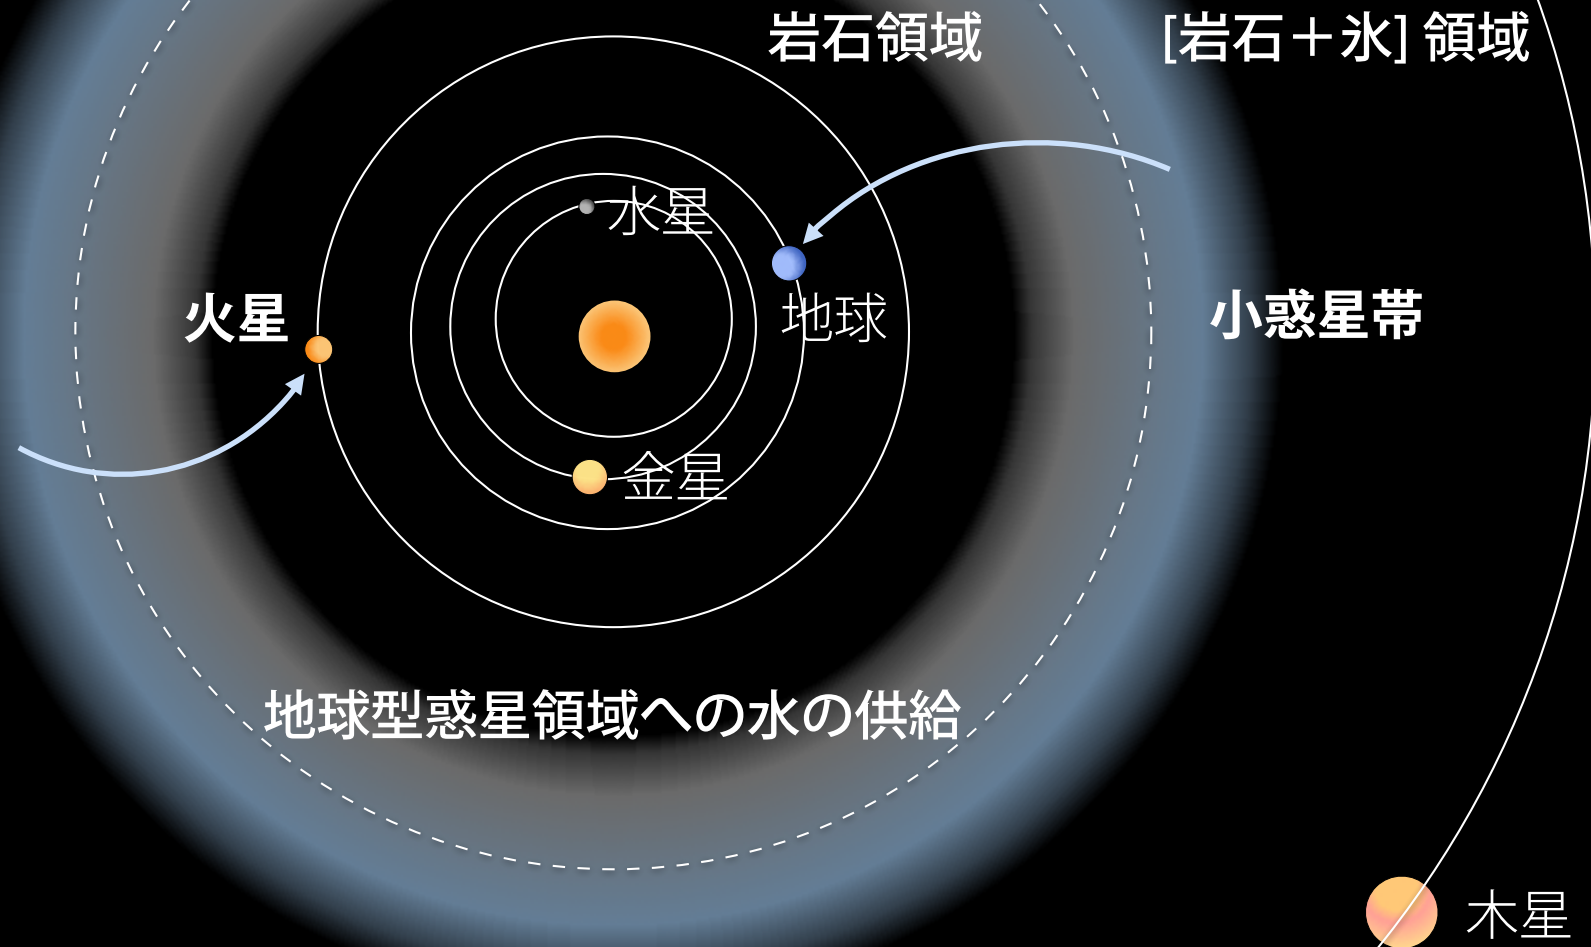 岩石領域
[岩石＋氷] 領域
水星
火星
地球
小惑星帯
金星
地球型惑星領域への水の供給
木星